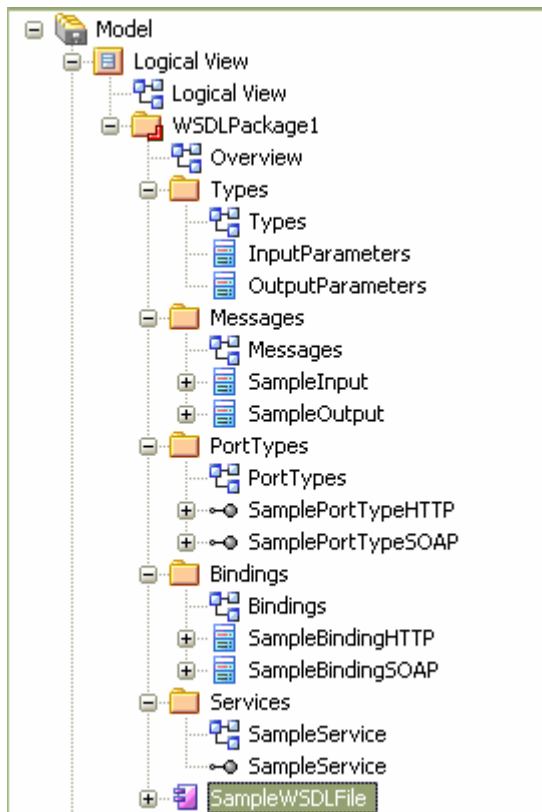 Model
Logical View
Logical View
WSDLPackage1
Overview
Types
Types
InputParameters
OutputParameters
Messages
Messages
SampleInput
SampleOutput
PortTypes
PortTypes
SamplePortTypeHTTP
SamplePortTypeSOAP
Bindings
Bindings
SampleBindingHTTP
SampleBindingSOAP
Services
SampleService
SampleService
SampleWSDLFile